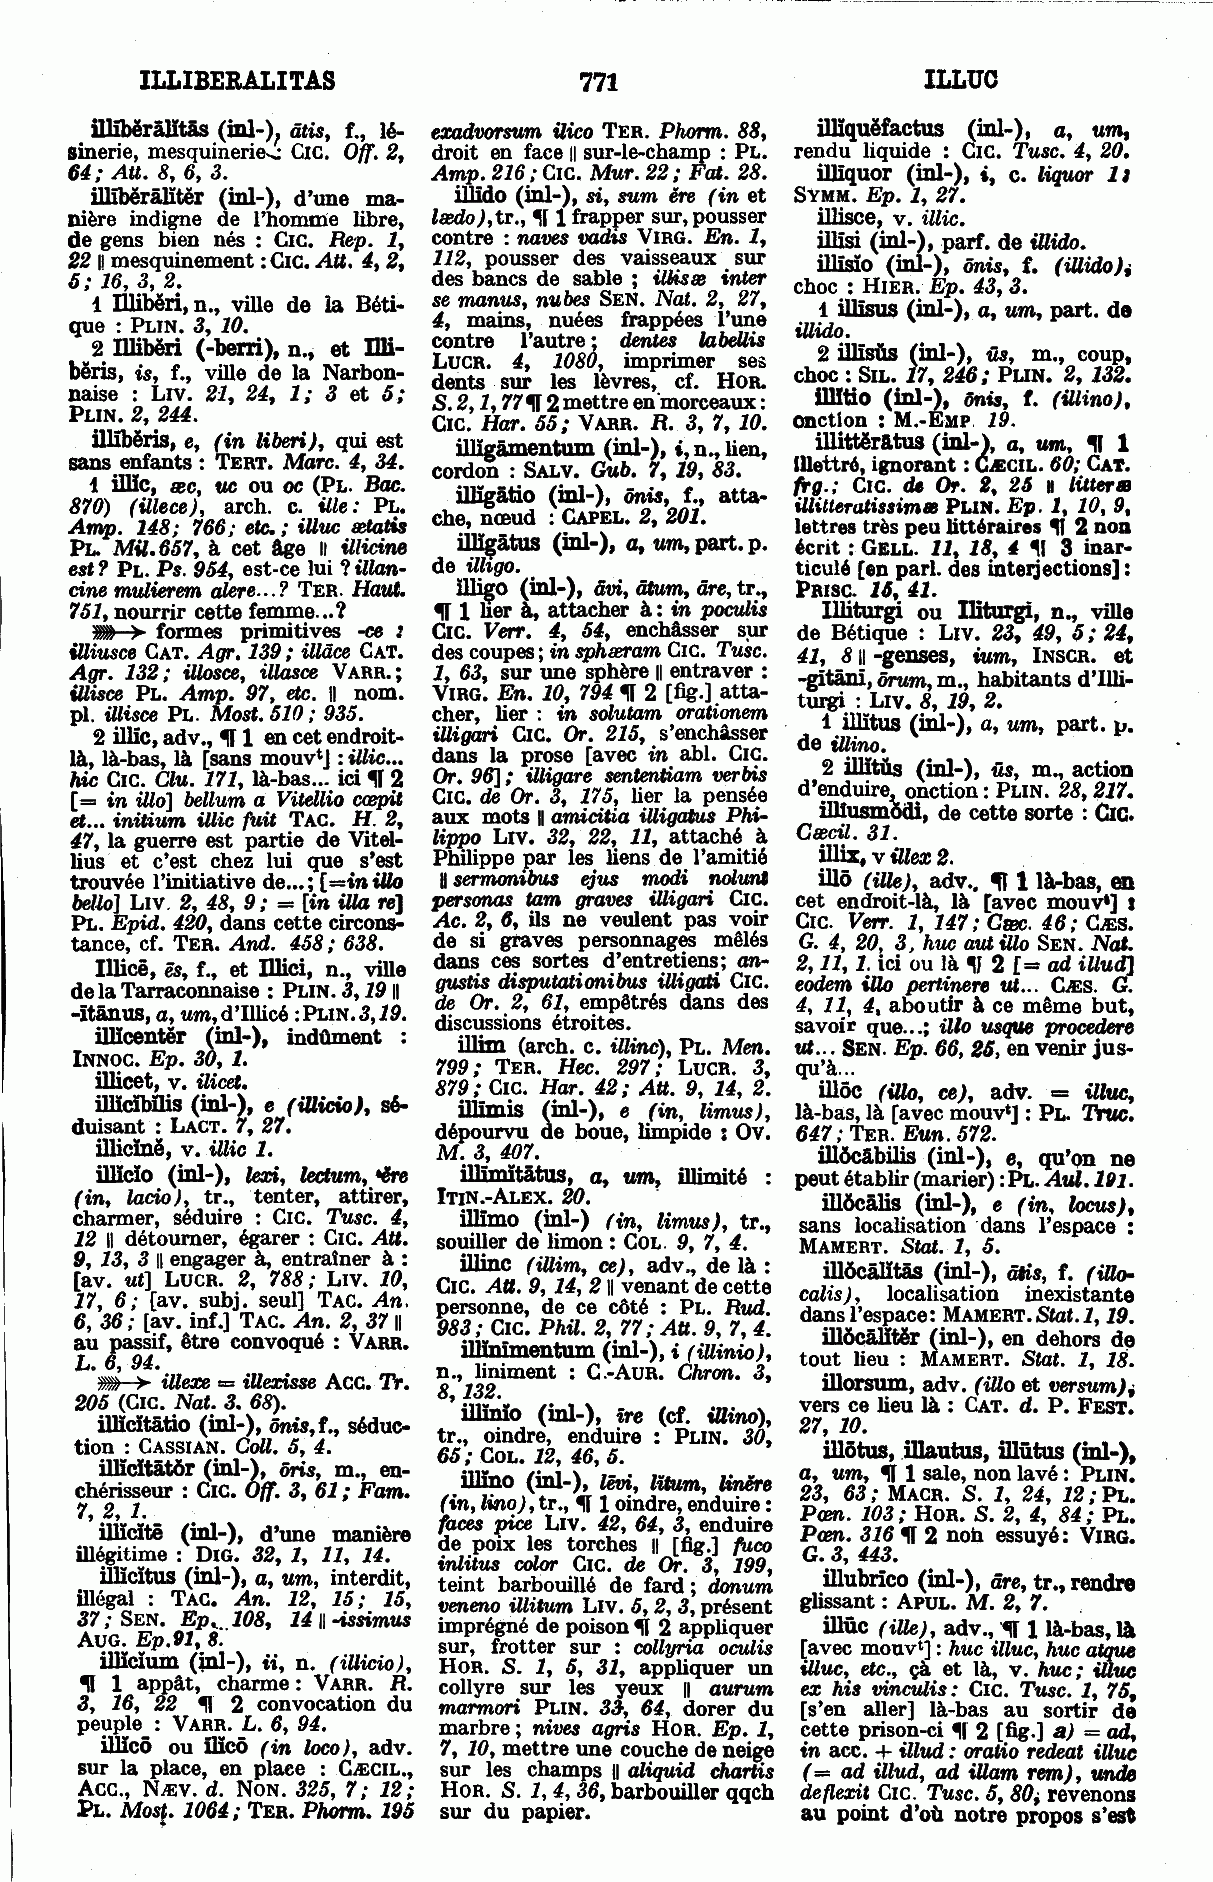 ILLIBERALITAS
771
ILLUC
illībĕrālĭtās (inl-), ātis, f., lé-
sinerie, mesquinerie : CIC. Off. 2,
64 ; Att. 8, 6, 3.
illībĕrālĭtĕr (inl-), d'une ma-
nière indigne de l'homme libre,
de gens bien nés : CIC. Rep. 1,
22 || mesquinement : CIC. Att. 4, 2,
5 ; 16, 3, 2.
1 Illibĕri, n., ville de la Béti-
que : PLIN. 3, 10.
2 Illibĕri (-berri), n., et Illi-
bĕris, is, f., ville de la Narbon-
naise : LIV. 21, 24, 1 ; 3 et 5 ;
PLIN. 2, 244.
illībĕris, e, (in liberi), qui est
sans enfants : TERT. Marc. 4, 34.
1 illĭc, æc, uc ou oc (PL. Bac.
870) (illece), arch. c. ille : PL.
Amp. 148 ; 766 ; etc. ; illuc ætatis
PL. Mil. 657, à cet âge || illicine
est ? PL. Ps. 954, est-ce lui ? illan-
cine mulierem alere...? TER. Haut.
751, nourrir cette femme...?
⟫→ formes primitives -ce :
illiusce CAT. Agr. 139 ; illāce CAT.
Agr. 132 ; illosce, illasce VARR. ;
illisce PL. Amp. 97, etc. || nom.
pl. illisce PL. Most. 510 ; 935.
2 illīc, adv., ¶ 1 en cet endroit-
là, là-bas, là [sans mouvᵗ] : illic...
hic CIC. Clu. 171, là-bas... ici ¶ 2
[= in illo] bellum a Vitellio cœpit
et... initium illic fuit TAC. H. 2,
47, la guerre est partie de Vitel-
lius et c'est chez lui que s'est
trouvée l'initiative de...; [=in illo
bello] LIV. 2, 48, 9 ; = [in illa re]
PL. Epid. 420, dans cette circons-
tance, cf. TER. And. 458 ; 638.
Illicē, ēs, f., et Illici, n., ville
de la Tarraconnaise : PLIN. 3, 19 ||
-itānus, a, um, d'Illicé : PLIN. 3, 19.
illĭcentĕr (inl-), indûment :
INNOC. Ep. 30, 1.
illicet, v. ilicet.
illĭcĭbĭlis (inl-), e (illicio), sé-
duisant : LACT. 7, 27.
illicĭnĕ, v. illic 1.
illĭcĭo (inl-), lexi, lectum, ĕre
(in, lacio), tr., tenter, attirer,
charmer, séduire : CIC. Tusc. 4,
12 || détourner, égarer : CIC. Att.
9, 13, 3 || engager à, entraîner à :
[av. ut] LUCR. 2, 788 ; LIV. 10,
17, 6 ; [av. subj. seul] TAC. An.
6, 36 ; [av. inf.] TAC. An. 2, 37 ||
au passif, être convoqué : VARR.
L. 6, 94.
⟫→ illexe = illexisse ACC. Tr.
205 (CIC. Nat. 3, 68).
illĭcĭtātio (inl-), ōnis, f., séduc-
tion : CASSIAN. Coll. 5, 4.
illĭcĭtātŏr (inl-), ōris, m., en-
chérisseur : CIC. Off. 3, 61 ; Fam.
7, 2, 1.
illĭcĭtē (inl-), d'une manière
illégitime : DIG. 32, 1, 11, 14.
illĭcĭtus (inl-), a, um, interdit,
illégal : TAC. An. 12, 15 ; 15,
37 ; SEN. Ep. 108, 14 || -issimus
AUG. Ep. 91, 8.
illĭcĭum (inl-), ii, n. (illicio),
¶ 1 appât, charme : VARR. R.
3, 16, 22 ¶ 2 convocation du
peuple : VARR. L. 6, 94.
illĭcō ou īlĭcō (in loco), adv.
sur la place, en place : CÆCIL.,
ACC., NÆV. d. NON. 325, 7 ; 12 ;
PL. Most. 1064 ; TER. Phorm. 195
exadvorsum ilico TER. Phorm. 88,
droit en face || sur-le-champ : PL.
Amp. 216 ; CIC. Mur. 22 ; Fat. 28.
illīdo (inl-), si, sum ĕre (in et
lædo), tr., ¶ 1 frapper sur, pousser
contre : naves vadis VIRG. En. 1,
112, pousser des vaisseaux sur
des bancs de sable ; illisæ inter
se manus, nubes SEN. Nat. 2, 27,
4, mains, nuées frappées l'une
contre l'autre ; dentes labellis
LUCR. 4, 1080, imprimer ses
dents sur les lèvres, cf. HOR.
S. 2, 1, 77 ¶ 2 mettre en morceaux :
CIC. Har. 55 ; VARR. R. 3, 7, 10.
illĭgāmentum (inl-), i, n., lien,
cordon : SALV. Gub. 7, 19, 83.
illĭgātio (inl-), ōnis, f., atta-
che, nœud : CAPEL. 2, 201.
illĭgātus (inl-), a, um, part. p.
de illigo.
illĭgo (inl-), āvi, ātum, āre, tr.,
¶ 1 lier à, attacher à : in poculis
CIC. Verr. 4, 54, enchâsser sur
des coupes ; in sphæram CIC. Tusc.
1, 63, sur une sphère || entraver :
VIRG. En. 10, 794 ¶ 2 [fig.] atta-
cher, lier : in solutam orationem
illigari CIC. Or. 215, s'enchâsser
dans la prose [avec in abl. CIC.
Or. 96] ; illigare sententiam verbis
CIC. de Or. 3, 175, lier la pensée
aux mots || amicitia illigatus Phi-
lippo LIV. 32, 22, 11, attaché à
Philippe par les liens de l'amitié
|| sermonibus ejus modi nolunt
personas tam graves illigari CIC.
Ac. 2, 6, ils ne veulent pas voir
de si graves personnages mêlés
dans ces sortes d'entretiens ; an-
gustis disputationibus illigati CIC.
de Or. 2, 61, empêtrés dans des
discussions étroites.
illim (arch. c. illinc), PL. Men.
799 ; TER. Hec. 297 ; LUCR. 3,
879 ; CIC. Har. 42 ; Att. 9, 14, 2.
illīmis (inl-), e (in, limus),
dépourvu de boue, limpide : OV.
M. 3, 407.
illīmĭtātus, a, um, illimité :
ITIN.-ALEX. 20.
illīmo (inl-) (in, limus), tr.,
souiller de limon : COL. 9, 7, 4.
illinc (illim, ce), adv., de là :
CIC. Att. 9, 14, 2 || venant de cette
personne, de ce côté : PL. Rud.
983 ; CIC. Phil. 2, 77 ; Att. 9, 7, 4.
illĭnīmentum (inl-), i (illinio),
n., liniment : C.-AUR. Chron. 3,
8, 132.
illĭnĭo (inl-), īre (cf. illino),
tr., oindre, enduire : PLIN. 30,
65 ; COL. 12, 46, 5.
illĭno (inl-), lēvi, lĭtum, linĕre
(in, lino), tr., ¶ 1 oindre, enduire :
faces pice LIV. 42, 64, 3, enduire
de poix les torches || [fig.] fuco
inlitus color CIC. de Or. 3, 199,
teint barbouillé de fard ; donum
veneno illitum LIV. 5, 2, 3, présent
imprégné de poison ¶ 2 appliquer
sur, frotter sur : collyria oculis
HOR. S. 1, 5, 31, appliquer un
collyre sur les yeux || aurum
marmori PLIN. 33, 64, dorer du
marbre ; nives agris HOR. Ep. 1,
7, 10, mettre une couche de neige
sur les champs || aliquid chartis
HOR. S. 1, 4, 36, barbouiller qqch
sur du papier.
illĭquĕfactus (inl-), a, um,
rendu liquide : CIC. Tusc. 4, 20.
illīquor (inl-), i, c. liquor 1 :
SYMM. Ep. 1, 27.
illisce, v. illic.
illīsi (inl-), parf. de illido.
illīsĭo (inl-), ōnis, f. (illido),
choc : HIER. Ep. 43, 3.
1 illīsus (inl-), a, um, part. de
illido.
2 illīsŭs (inl-), ūs, m., coup,
choc : SIL. 17, 246 ; PLIN. 2, 132.
illĭtio (inl-), ōnis, f. (illino),
onction : M.-EMP. 19.
illittĕrātus (inl-), a, um, ¶ 1
illettré, ignorant : CÆCIL. 60 ; CAT.
frg. ; CIC. de Or. 2, 25 || litteræ
illitteratissimæ PLIN. Ep. 1, 10, 9,
lettres très peu littéraires ¶ 2 non
écrit : GELL. 11, 18, 4 ¶ 3 inar-
ticulé [en parl. des interjections] :
PRISC. 15, 41.
Illiturgi ou Iliturgi, n., ville
de Bétique : LIV. 23, 49, 5 ; 24,
41, 8 || -genses, ium, INSCR. et
-gitāni, ōrum, m., habitants d'Illi-
turgi : LIV. 8, 19, 2.
1 illĭtus (inl-), a, um, part. p.
de illino.
2 illĭtŭs (inl-), ūs, m., action
d'enduire, onction : PLIN. 28, 217.
illīusmŏdi, de cette sorte : CIC.
Cæcil. 31.
illix, v illex 2.
illō (ille), adv., ¶ 1 là-bas, en
cet endroit-là, là [avec mouvᵗ] :
CIC. Verr. 1, 147 ; Cæc. 46 ; CÆS.
G. 4, 20, 3, huc aut illo SEN. Nat.
2, 11, 1. ici ou là ¶ 2 [= ad illud]
eodem illo pertinere ut... CÆS. G.
4, 11, 4, aboutir à ce même but,
savoir que...; illo usque procedere
ut... SEN. Ep. 66, 25, en venir jus-
qu'à...
illōc (illo, ce), adv. = illuc,
là-bas, là [avec mouvᵗ] : PL. Truc.
647 ; TER. Eun. 572.
illŏcābilis (inl-), e, qu'on ne
peut établir (marier) : PL. Aul. 191.
illŏcālis (inl-), e (in, locus),
sans localisation dans l'espace :
MAMERT. Stat. 1, 5.
illŏcālĭtās (inl-), ātis, f. (illo-
calis), localisation inexistante
dans l'espace : MAMERT. Stat. 1, 19.
illŏcālĭtĕr (inl-), en dehors de
tout lieu : MAMERT. Stat. 1, 18.
illorsum, adv. (illo et versum),
vers ce lieu là : CAT. d. P. FEST.
27, 10.
illōtus, illautus, illūtus (inl-),
a, um, ¶ 1 sale, non lavé : PLIN.
23, 63 ; MACR. S. 1, 24, 12 ; PL.
Pœn. 103 ; HOR. S. 2, 4, 84 ; PL.
Pœn. 316 ¶ 2 non essuyé : VIRG.
G. 3, 443.
illubrĭco (inl-), āre, tr., rendre
glissant : APUL. M. 2, 7.
illūc (ille), adv., ¶ 1 là-bas, là
[avec mouvᵗ] : huc illuc, huc atque
illuc, etc., çà et là, v. huc ; illuc
ex his vinculis : CIC. Tusc. 1, 75,
[s'en aller] là-bas au sortir de
cette prison-ci ¶ 2 [fig.] a) = ad,
in acc. + illud : oratio redeat illuc
(= ad illud, ad illam rem), unde
deflexit CIC. Tusc. 5, 80, revenons
au point d'où notre propos s'est